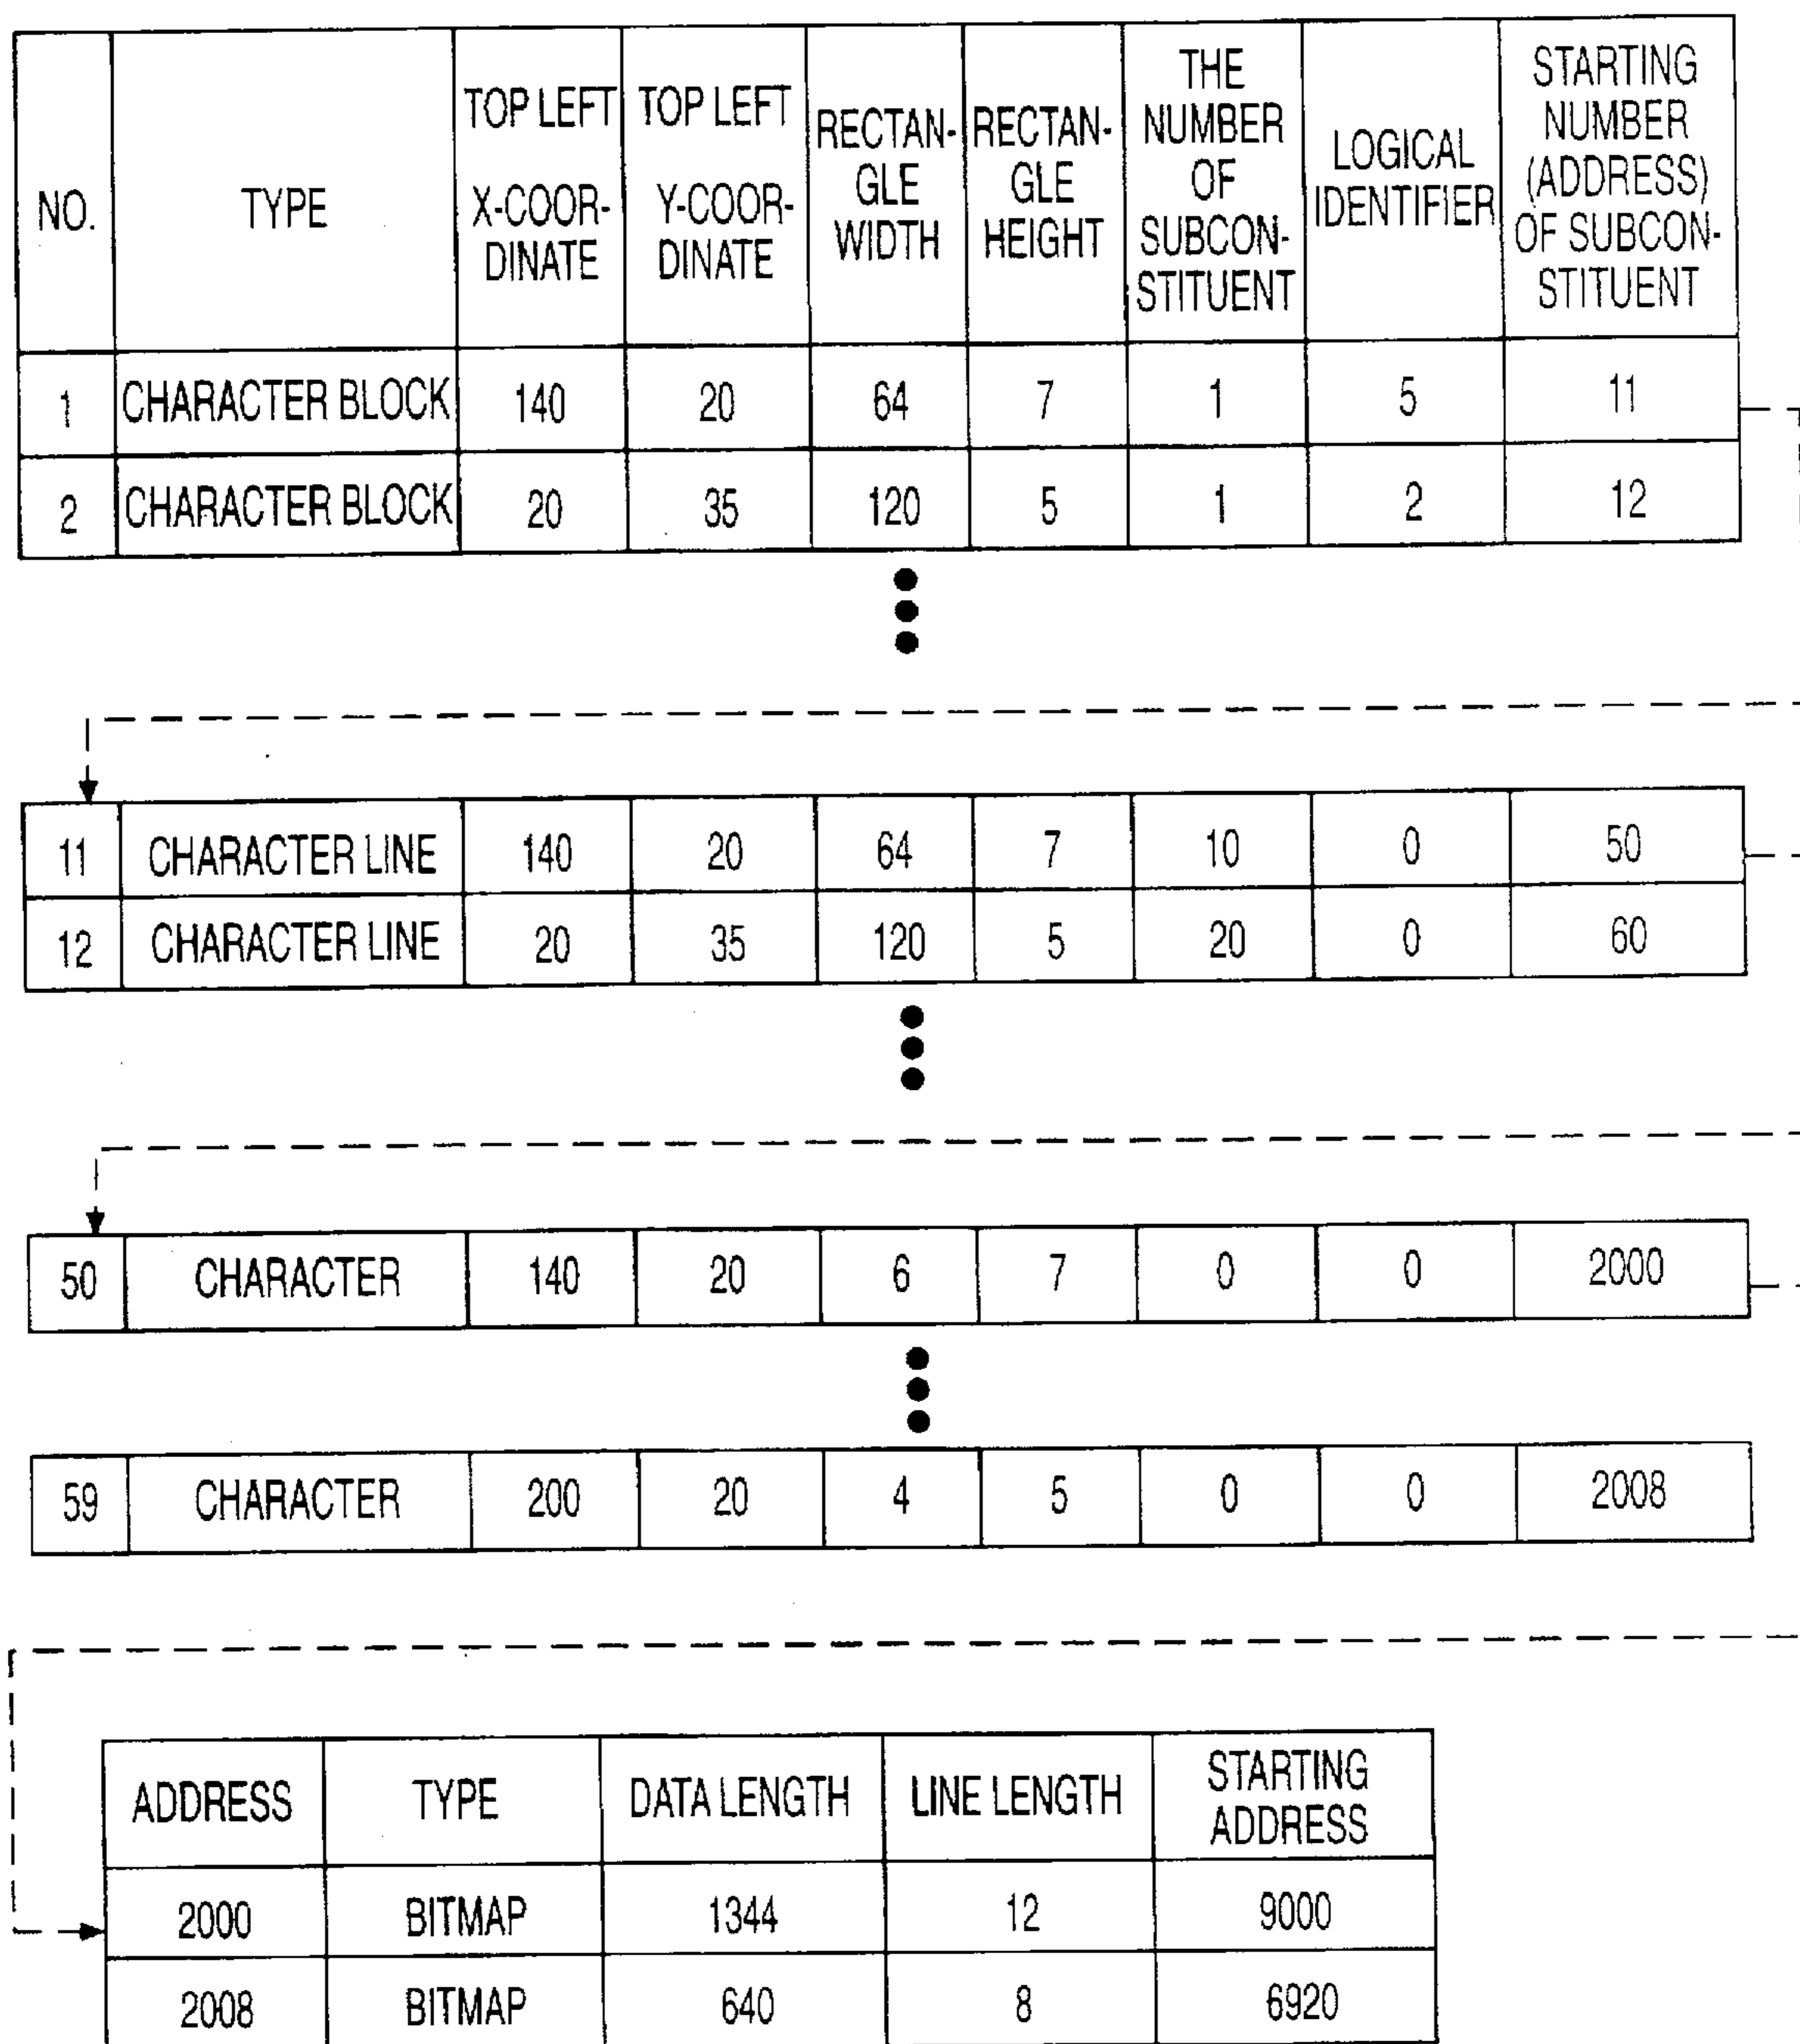 NO. TYPE TOP LEFT X-COOR-DINATE TOP LEFT Y-COOR-DINATE RECTAN-GLE WIDTH RECTAN-GLE HEIGHT THE NUMBER OF SUBCON-STITUENT LOGICAL IDENTIFIER STARTING NUMBER (ADDRESS) OF SUBCON-STITUENT
1 CHARACTER BLOCK 140 20 64 7 1 5 11
2 CHARACTER BLOCK 20 35 120 5 1 2 12
11 CHARACTER LINE 140 20 64 7 10 0 50
12 CHARACTER LINE 20 35 120 5 20 0 60
50 CHARACTER 140 20 6 7 0 0 2000
59 CHARACTER 200 20 4 5 0 0 2008
ADDRESS TYPE DATA LENGTH LINE LENGTH STARTING ADDRESS
2000 BITMAP 1344 12 9000
2008 BITMAP 640 8 6920